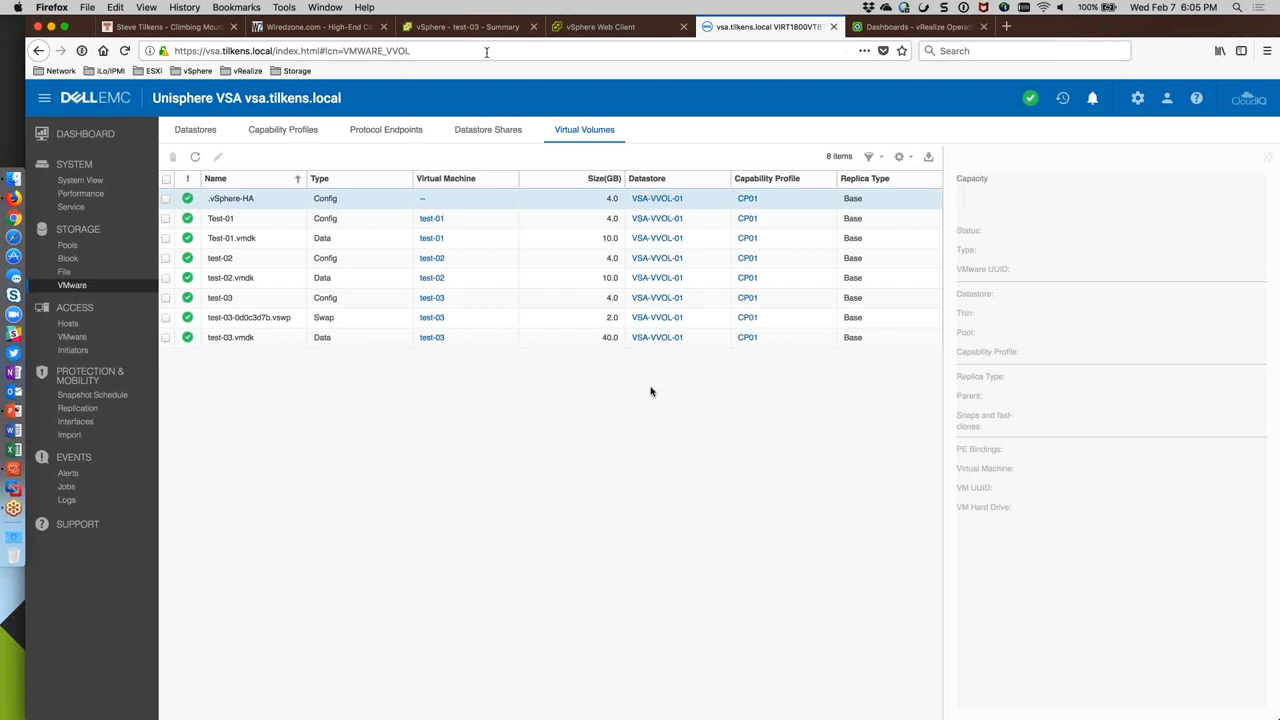 Firefox File Edit View History Bookmarks Tools Window Help 100% Wed May 2 6:05 PM
Steve Tilkens – Climbing Moun Wiredzone.com - High-End Co vSphere - test-03 - Summary vSphere Web Client vsa.tilkens.local VIRT1800VTB Dashboards - vRealize Operati
https://vsa.tilkens.local/index.html#lcn=VMWARE_VVOL Search
Network iLo/IPMI ESXi vSphere vRealize Storage
DELLEMC Unisphere VSA vsa.tilkens.local CloudIQ
DASHBOARD
SYSTEM
System View
Performance
Service
STORAGE
Pools
Block
File
VMware
ACCESS
Hosts
VMware
Initiators
PROTECTION &
MOBILITY
Snapshot Schedule
Replication
Interfaces
Import
EVENTS
Alerts
Jobs
Logs
SUPPORT
Datastores Capability Profiles Protocol Endpoints Datastore Shares Virtual Volumes
8 items
! Name Type Virtual Machine Size(GB) Datastore Capability Profile Replica Type
.vSphere-HA Config -- 4.0 VSA-VVOL-01 CP01 Base
Test-01 Config test-01 4.0 VSA-VVOL-01 CP01 Base
Test-01.vmdk Data test-01 10.0 VSA-VVOL-01 CP01 Base
test-02 Config test-02 4.0 VSA-VVOL-01 CP01 Base
test-02.vmdk Data test-02 10.0 VSA-VVOL-01 CP01 Base
test-03 Config test-03 4.0 VSA-VVOL-01 CP01 Base
test-03-0d0c3d7b.vswp Swap test-03 2.0 VSA-VVOL-01 CP01 Base
test-03.vmdk Data test-03 40.0 VSA-VVOL-01 CP01 Base
Capacity
Status:
Type:
VMware UUID:
Datastore:
Thin:
Pool:
Capability Profile:
Replica Type:
Parent:
Snaps and fast-
clones:
PE Bindings:
Virtual Machine:
VM UUID:
VM Hard Drive: